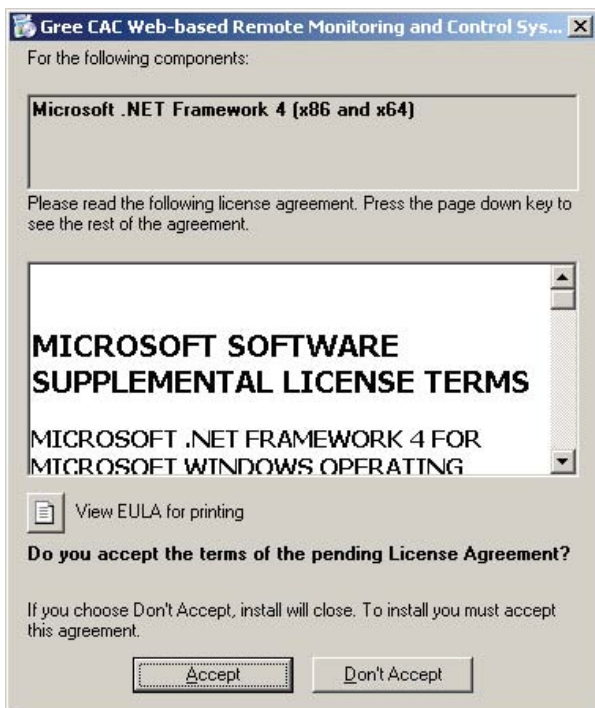 Gree CAC Web-based Remote Monitoring and Control Sys...
For the following components:
Microsoft .NET Framework 4 (x86 and x64)
Please read the following license agreement. Press the page down key to
see the rest of the agreement.
MICROSOFT SOFTWARE
SUPPLEMENTAL LICENSE TERMS
MICROSOFT .NET FRAMEWORK 4 FOR
MICROSOFT WINDOWS OPERATING
View EULA for printing
Do you accept the terms of the pending License Agreement?
If you choose Don't Accept, install will close. To install you must accept
this agreement.
Accept Don't Accept